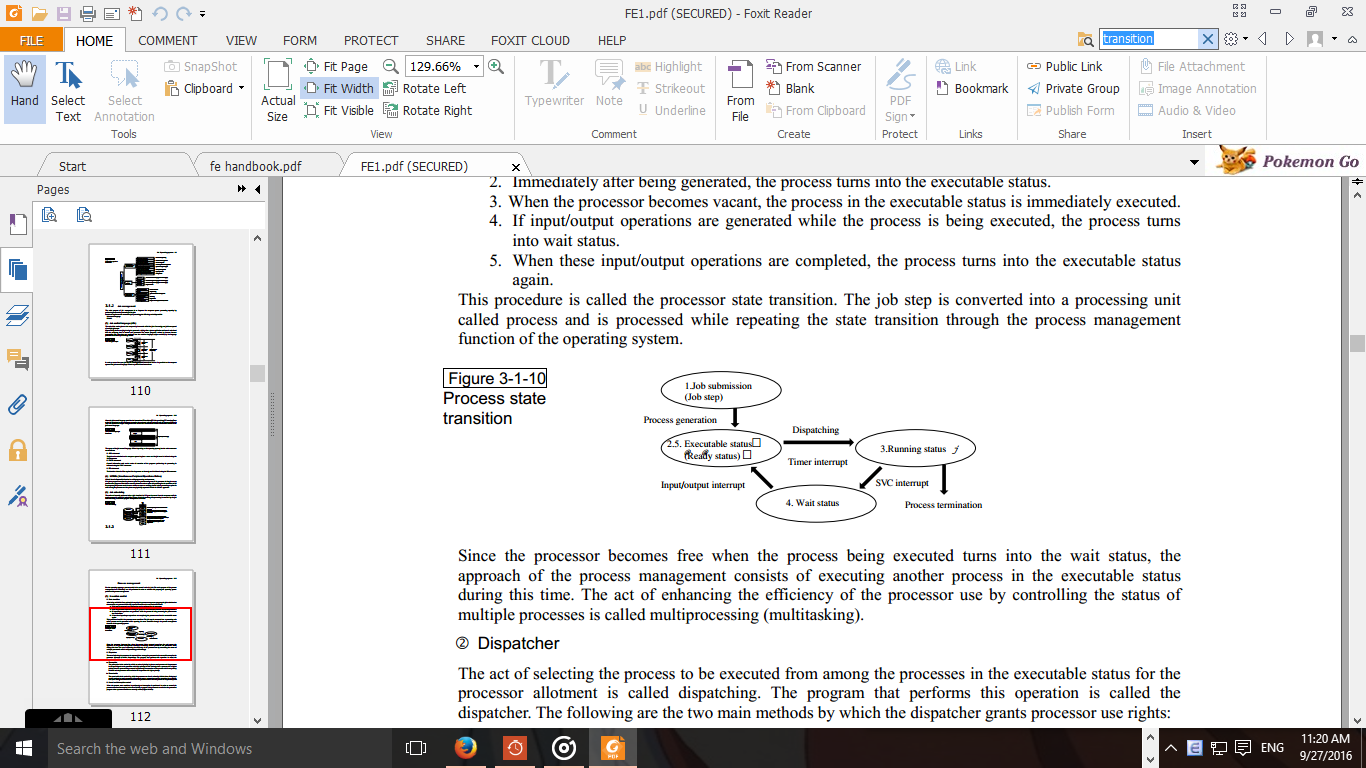 FE1.pdf (SECURED) - Foxit Reader
FILE HOME COMMENT VIEW FORM PROTECT SHARE FOXIT CLOUD HELP
transition
Hand
Select Text
Select Annotation
SnapShot
Clipboard
Tools
Actual Size
Fit Page
Fit Width
Fit Visible
129.66%
Rotate Left
Rotate Right
View
Typewriter
Note
Highlight
Strikeout
Underline
Comment
From File
From Scanner
Blank
From Clipboard
Create
PDF Sign
Protect
Link
Bookmark
Links
Public Link
Private Group
Publish Form
Share
File Attachment
Image Annotation
Audio & Video
Insert
Start
fe handbook.pdf
FE1.pdf (SECURED)
Pokemon Go
Pages
110
111
112
2. Immediately after being generated, the process turns into the executable status.
3. When the processor becomes vacant, the process in the executable status is immediately executed.
4. If input/output operations are generated while the process is being executed, the process turns
into wait status.
5. When these input/output operations are completed, the process turns into the executable status
again.
This procedure is called the processor state transition. The job step is converted into a processing unit
called process and is processed while repeating the state transition through the process management
function of the operating system.
Figure 3-1-10
Process state
transition
1.Job submission
(Job step)
Process generation
Dispatching
2.5. Executable status
(Ready status)
3.Running status
Timer interrupt
Input/output interrupt
SVC interrupt
4. Wait status
Process termination
Since the processor becomes free when the process being executed turns into the wait status, the
approach of the process management consists of executing another process in the executable status
during this time. The act of enhancing the efficiency of the processor use by controlling the status of
multiple processes is called multiprocessing (multitasking).
② Dispatcher
The act of selecting the process to be executed from among the processes in the executable status for the
processor allotment is called dispatching. The program that performs this operation is called the
dispatcher. The following are the two main methods by which the dispatcher grants processor use rights:
Search the web and Windows
ENG
11:20 AM
9/27/2016